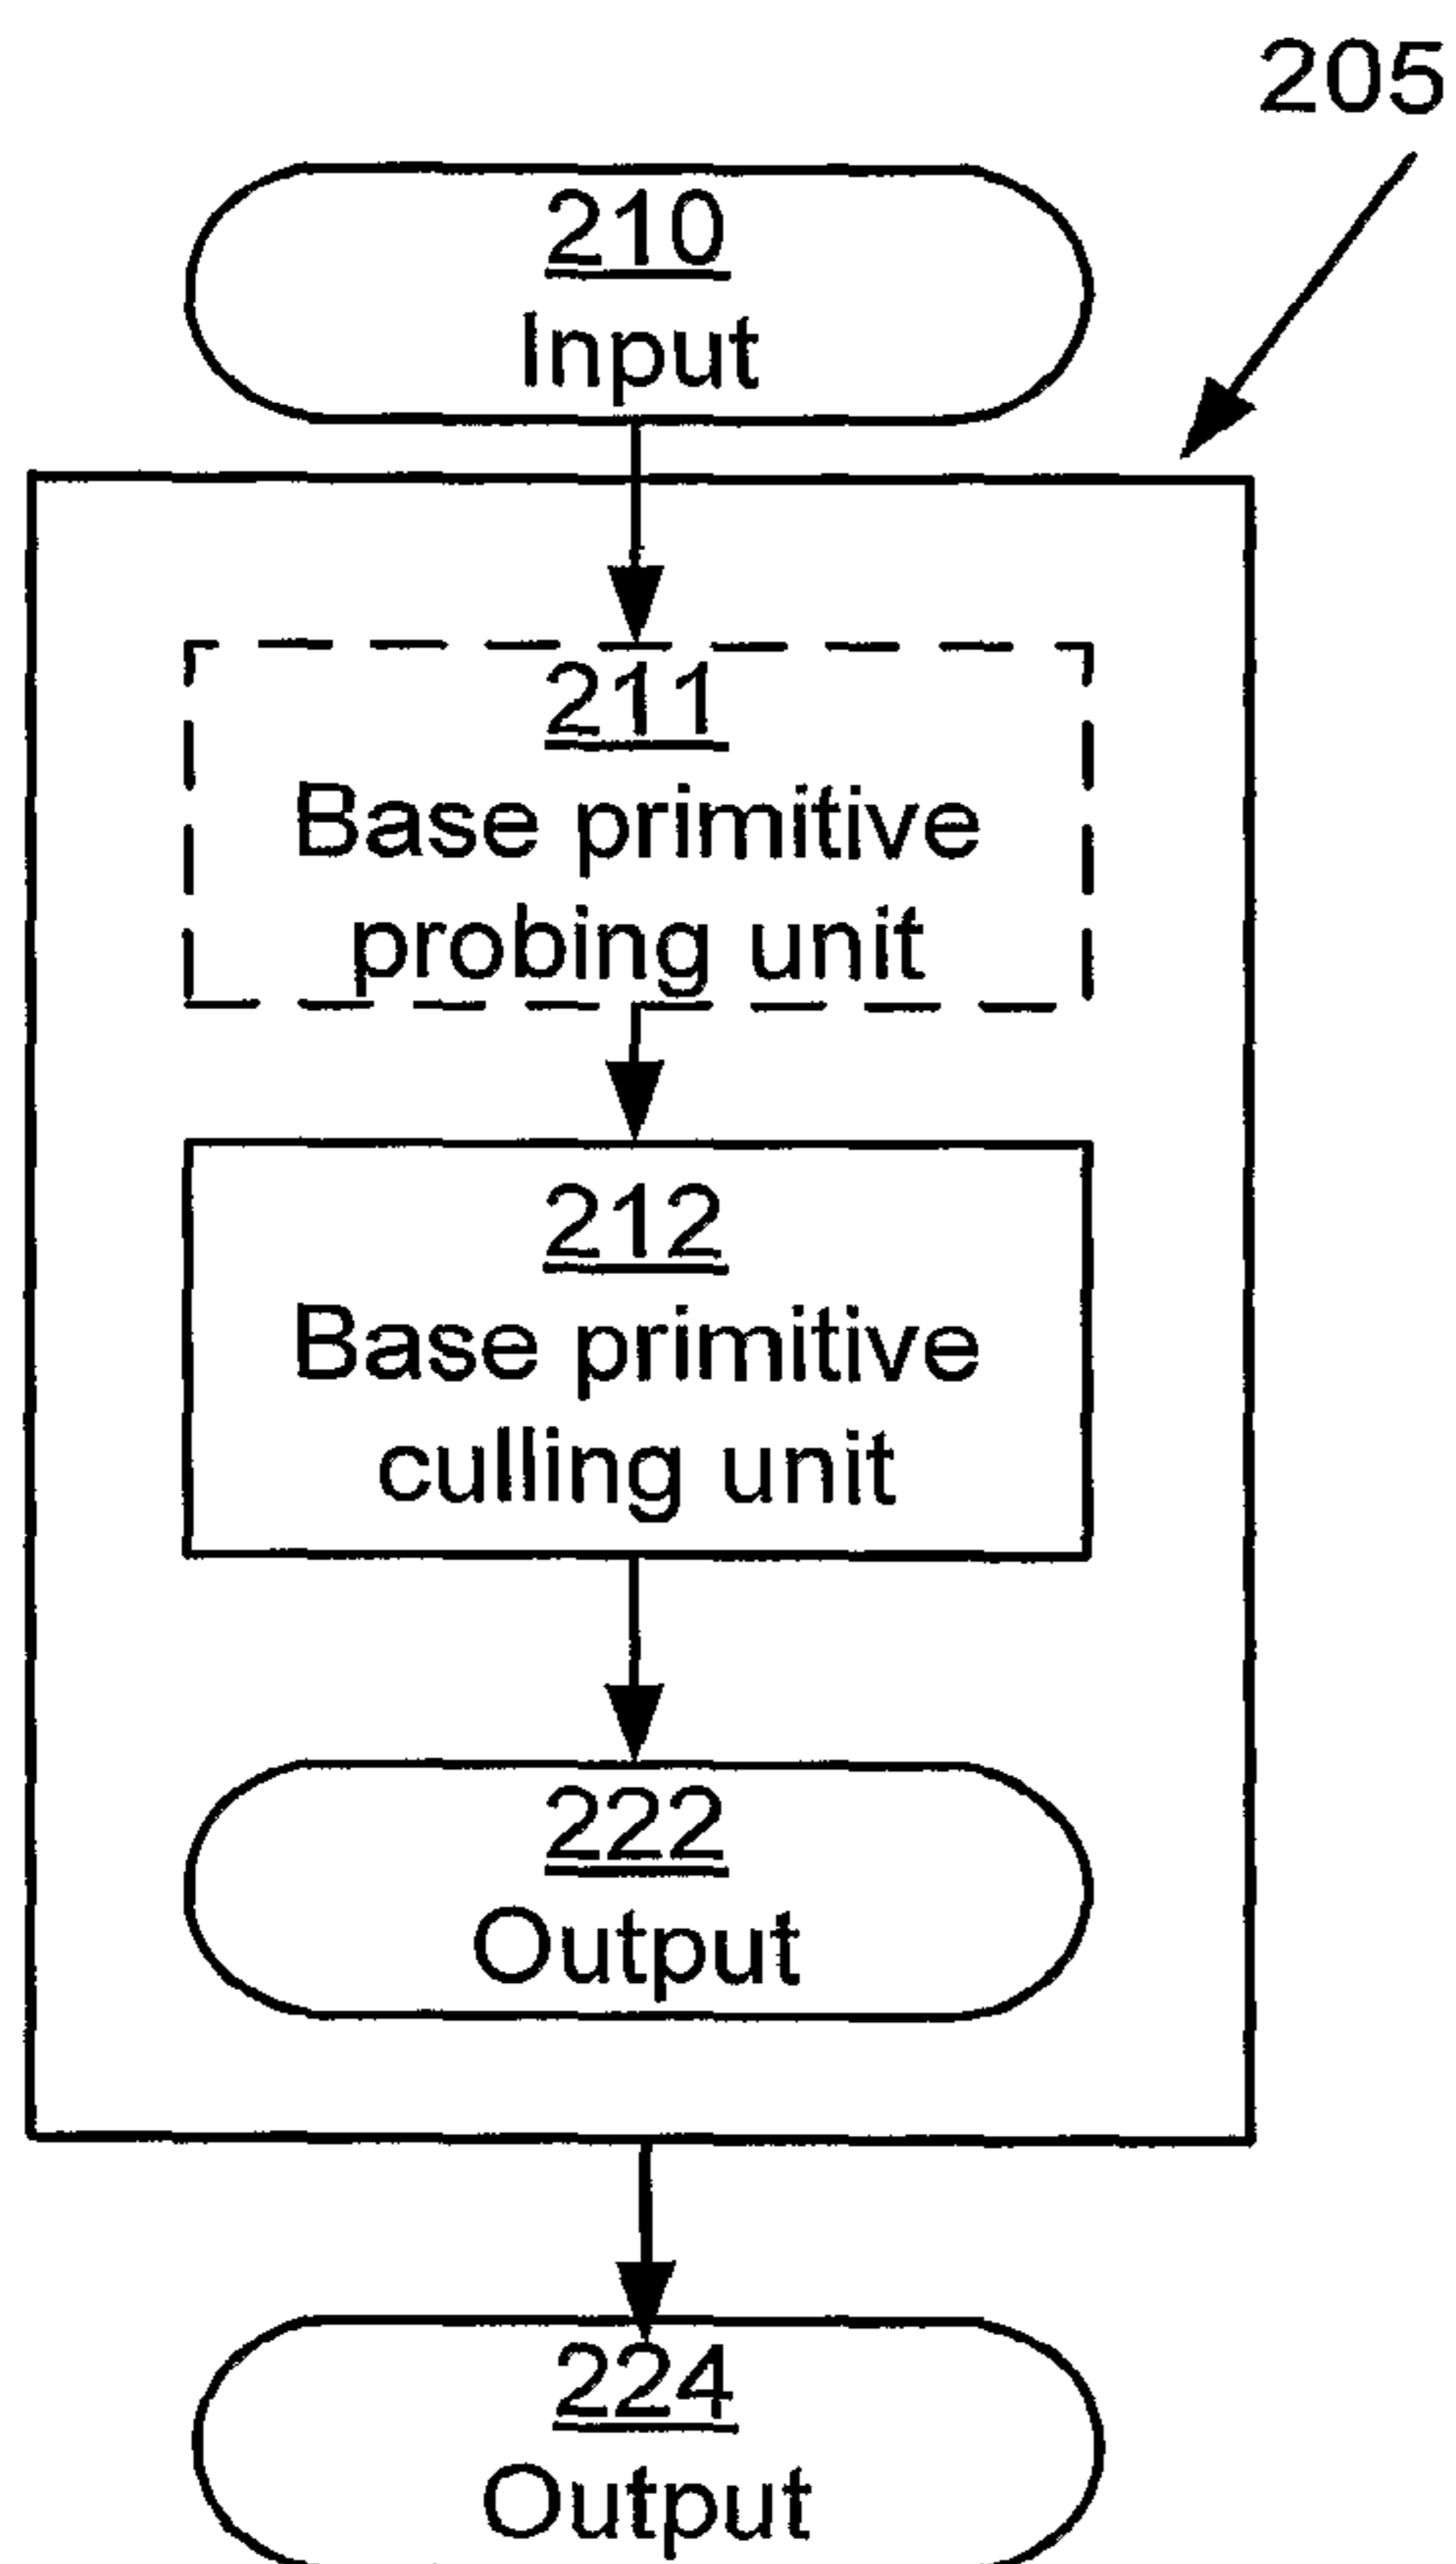 205
210
Input
211
Base primitive
probing unit
212
Base primitive
culling unit
222
Output
224
Output